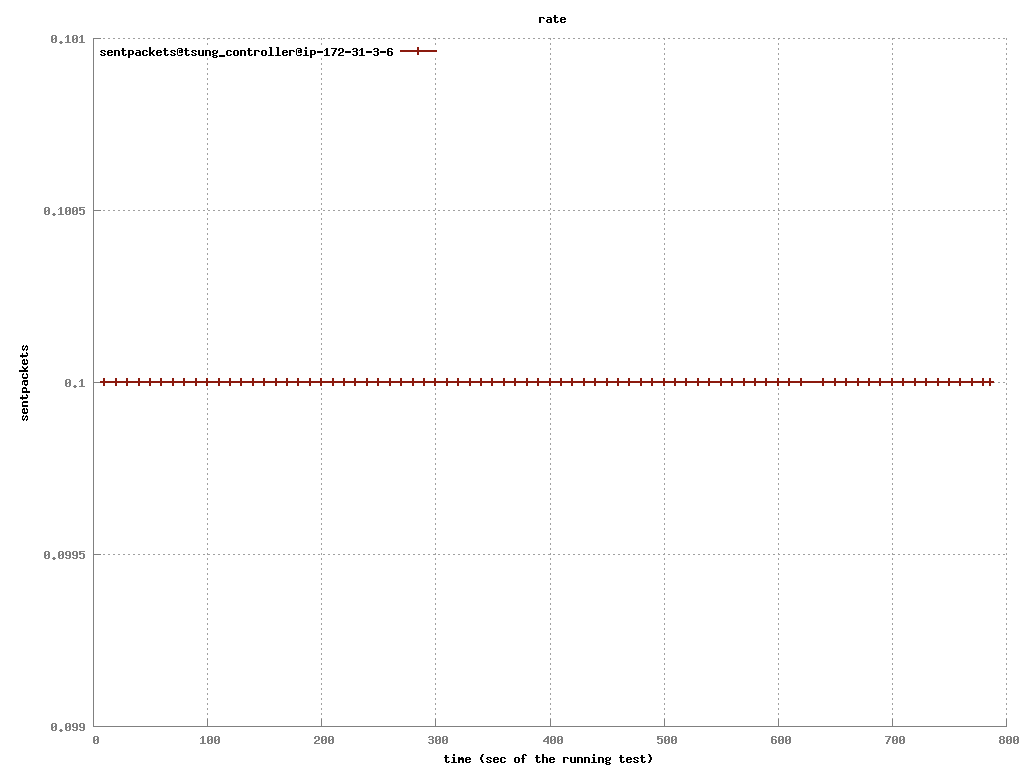 rate
sentpackets@tsung_controller@ip-172-31-3-6
0.101
0.1005
0.1
0.0995
0.099
sentpackets
0 100 200 300 400 500 600 700 800
time (sec of the running test)